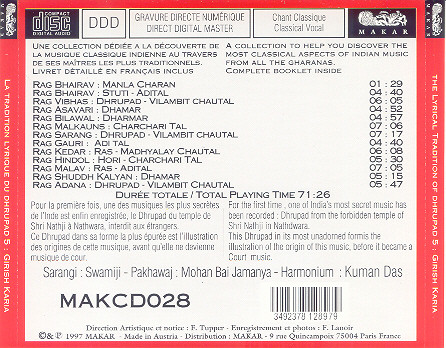 COMPACT
disc
DIGITAL AUDIO
DDD
GRAVURE DIRECTE NUMÉRIQUE
DIRECT DIGITAL MASTER
Chant Classique
Classical Vocal
MAKAR
UNE COLLECTION DÉDIÉE A LA DÉCOUVERTE DE
LA MUSIQUE CLASSIQUE INDIENNE AU TRAVERS
DE SES MAÎTRES LES PLUS TRADITIONNELS.
LIVRET DÉTAILLÉ EN FRANÇAIS INCLUS
A COLLECTION TO HELP YOU DISCOVER THE
MOST CLASSICAL ASPECTS OF INDIAN MUSIC
FROM ALL THE GHARANAS.
COMPLETE BOOKLET INSIDE
RAG BHAIRAV : MANLA CHARAN 01 : 29
RAG BHAIRAV : STUTI - ADITAL 04 : 40
RAG VIBHAS : DHRUPAD - VILAMBIT CHAUTAL 06 : 05
RAG ASAVARI : DHAMAR 04 : 52
RAG BILAWAL : DHARMAR 04 : 57
RAG MALKAUNS : CHARCHARI TAL 07 : 06
RAG SARANG : DHRUPAD - VILAMBIT CHAUTAL 07 : 17
RAG GAURI : ADI TAL 04 : 40
RAG KEDAR : RAS - MADHYALAY CHAUTAL 06 : 08
RAG HINDOL : HORI - CHARCHARI TAL 05 : 30
RAG MALAV : RAS - ADITAL 07 : 05
RAG SHUDDH KALYAN : DHAMAR 05 : 15
RAG ADANA : DHRUPAD - VILAMBIT CHAUTAL 05 : 47
DURÉE TOTALE / TOTAL PLAYING TIME 71 : 26
Pour la première fois, une des musiques les plus secrètes
de l'Inde est enfin enregistrée, le Dhrupad du temple de
Shri Nathji à Nathwara, interdit aux étrangers.
Ce Dhrupad dans sa forme la plus épurée est l'illustration
des origines de cette musique, avant qu'elle ne devienne
musique de cour.
For the first time , one of India's most secret music has
been recorded : Dhrupad from the forbidden temple of
Shri Nathji in Nathdwara.
This Dhrupad in its most unadorned form is the
illustration of the origin of this music, before it became a
Court music.
Sarangi : Swamiji - Pakhawaj : Mohan Bai Jamanya - Harmonium : Kuman Das
MAKCD028
3492378 128979
Direction Artistique et notice : F. Tupper - Enregistrement et photos : F. Lanoir
©&℗ 1997 MAKAR - Made in Austria - Distribution : MAKAR - 9 rue Quincampoix 75004 Paris France
LA TRADITION LYRIQUE DU DHRUPAD 5 : GIRISH KARIA
THE LYRICAL TRADITION OF DHRUPAD 5 : GIRISH KARIA
MAKAR
MAKAR